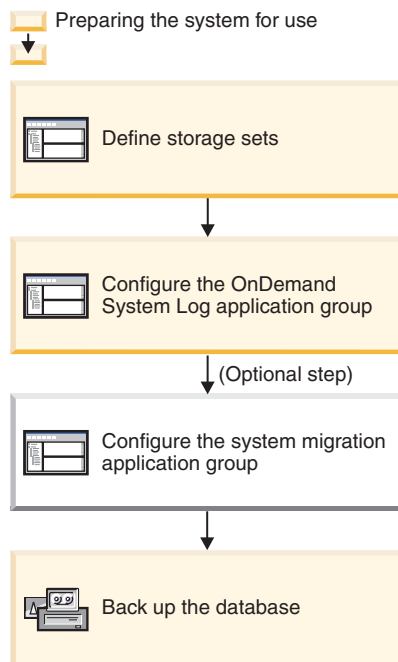 Preparing the system for use
Define storage sets
Configure the OnDemand
System Log application group
(Optional step)
Configure the system migration
application group
Back up the database